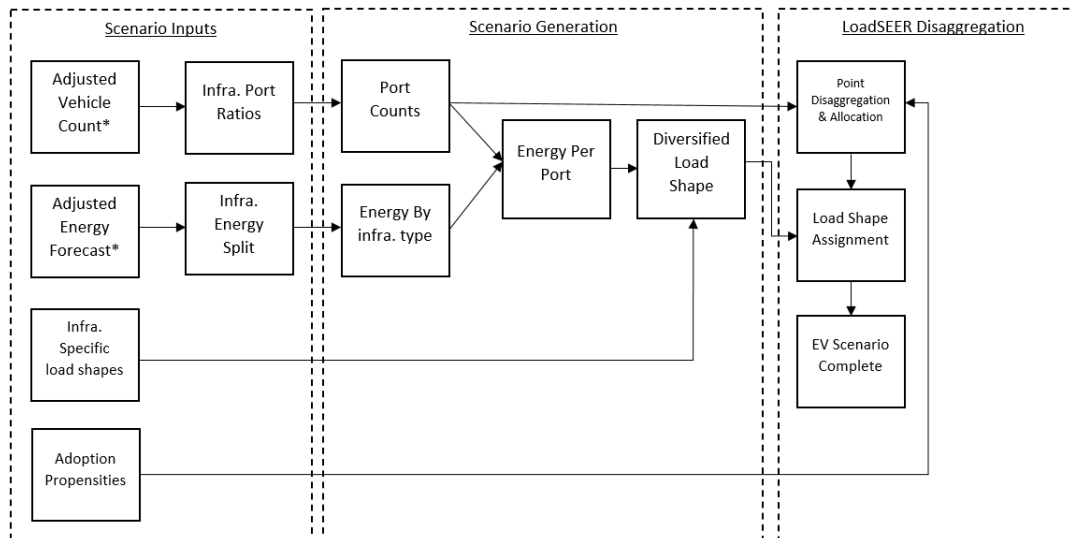 Scenario Inputs
Adjusted
Vehicle
Count*
Infra. Port
Ratios
Adjusted
Energy
Forecast*
Infra.
Energy
Split
Infra.
Specific
load shapes
Adoption
Propensities
Scenario Generation
Port
Counts
Energy By
infra. type
Energy Per
Port
Diversified
Load
Shape
LoadSEER Disaggregation
Point
Disaggregation
& Allocation
Load Shape
Assignment
EV Scenario
Complete